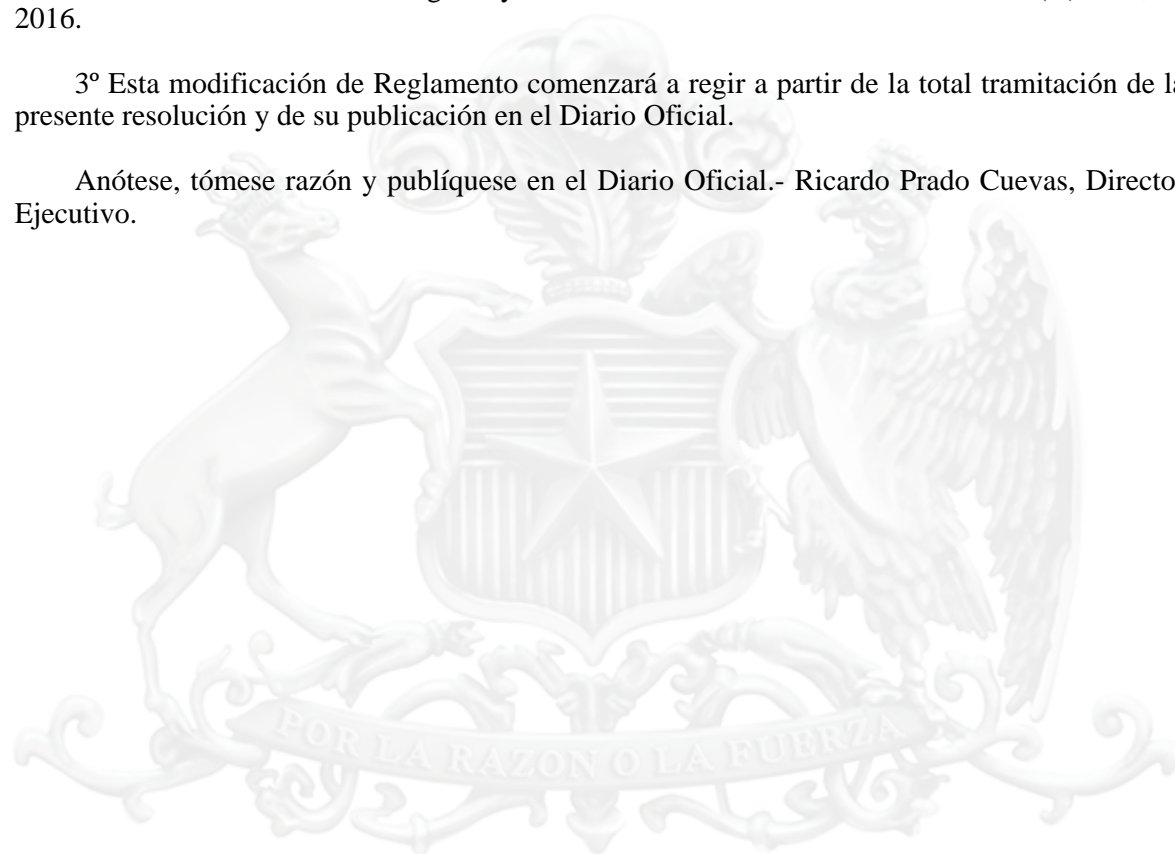 2016.
3º Esta modificación de Reglamento comenzará a regir a partir de la total tramitación de la
presente resolución y de su publicación en el Diario Oficial.
Anótese, tómese razón y publíquese en el Diario Oficial.- Ricardo Prado Cuevas, Directo
Ejecutivo.
POR LA RAZON O LA FUERZA